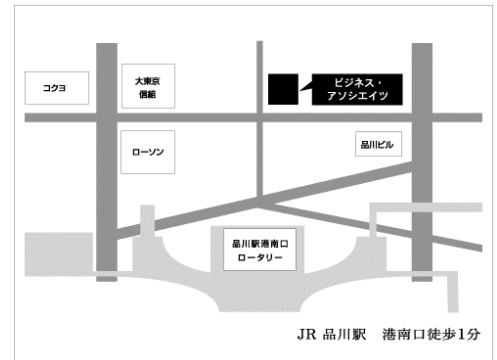 コクヨ
大東京
信組
ビジネス・
アソシエイツ
ローソン
品川ビル
品川駅港南口
ロータリー
JR 品川駅 港南口徒歩1分